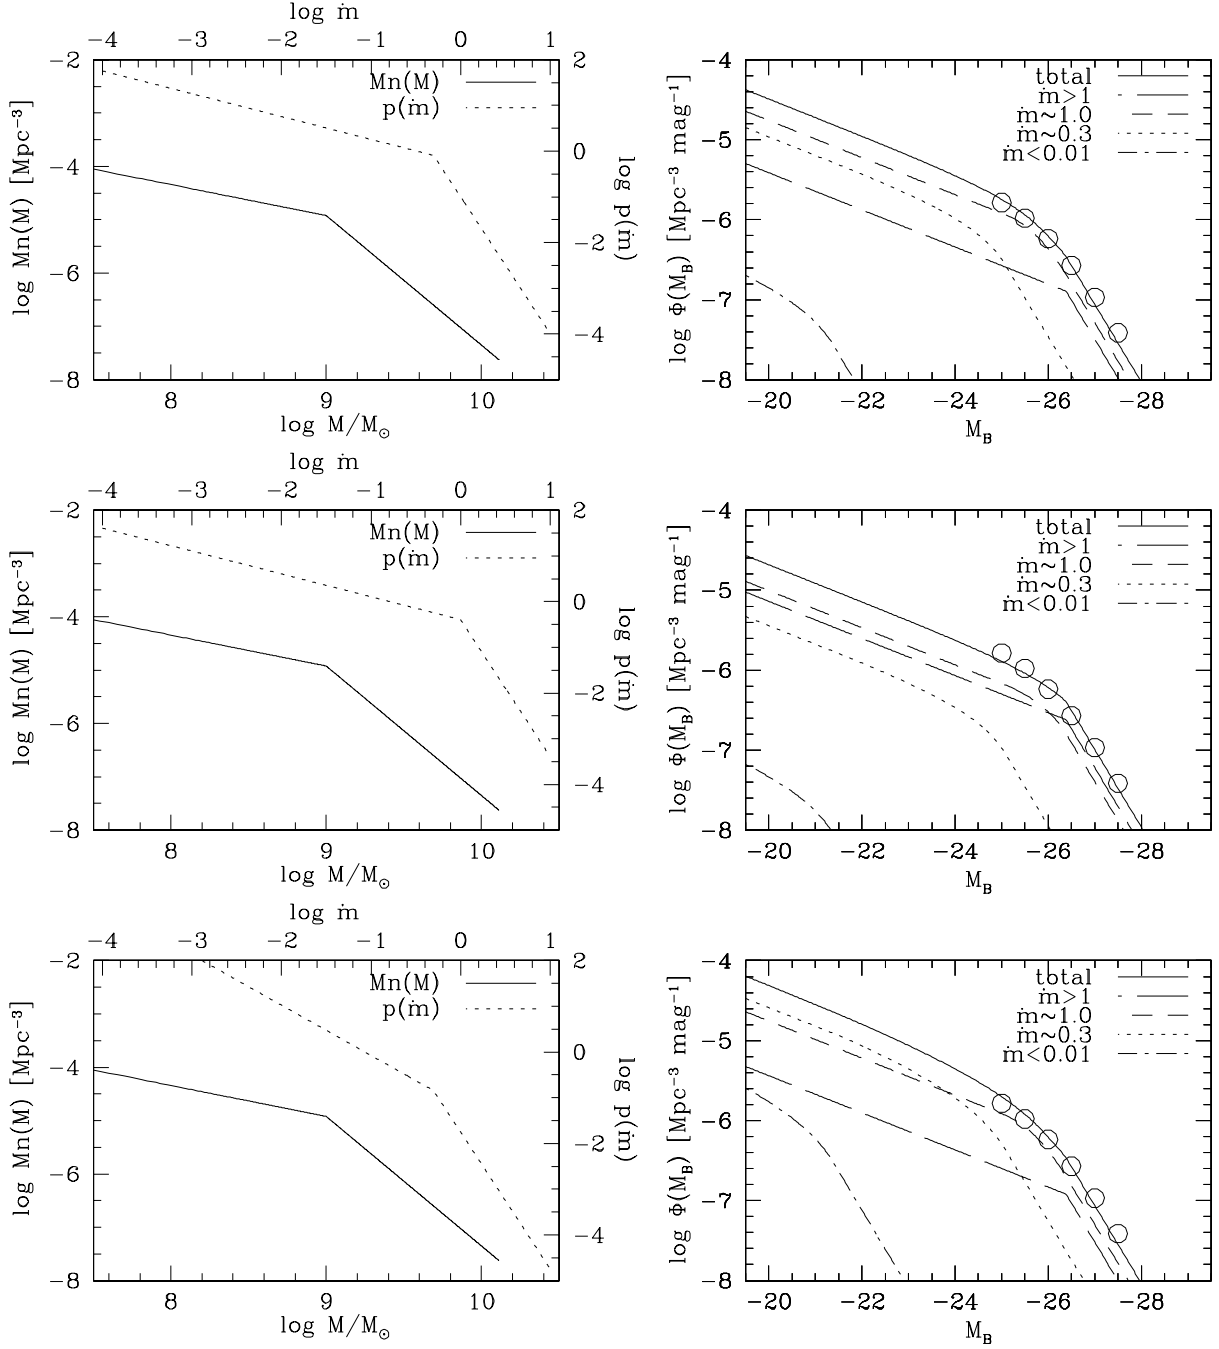 log ṁ
−4 −3 −2 −1 0 1
−2 2 −4
Mn(M) total
p(ṁ) ṁ>1
ṁ~1.0
ṁ~0.3
ṁ<0.01
−4 0 −5
log Mn(M) [Mpc⁻³]
log p(ṁ)
log Φ(M_B) [Mpc⁻³ mag⁻¹]
−6 −2 −6
−4 −7
−8 −8
8 9 10 −20 −22 −24 −26 −28
log M/M⊙ M_B
log ṁ
−4 −3 −2 −1 0 1
−2 2 −4
Mn(M) total
p(ṁ) ṁ>1
ṁ~1.0
ṁ~0.3
ṁ<0.01
−4 0 −5
log Mn(M) [Mpc⁻³]
log p(ṁ)
log Φ(M_B) [Mpc⁻³ mag⁻¹]
−6 −2 −6
−4 −7
−8 −8
8 9 10 −20 −22 −24 −26 −28
log M/M⊙ M_B
log ṁ
−4 −3 −2 −1 0 1
−2 2 −4
Mn(M) total
p(ṁ) ṁ>1
ṁ~1.0
ṁ~0.3
ṁ<0.01
−4 0 −5
log Mn(M) [Mpc⁻³]
log p(ṁ)
log Φ(M_B) [Mpc⁻³ mag⁻¹]
−6 −2 −6
−4 −7
−8 −8
8 9 10 −20 −22 −24 −26 −28
log M/M⊙ M_B